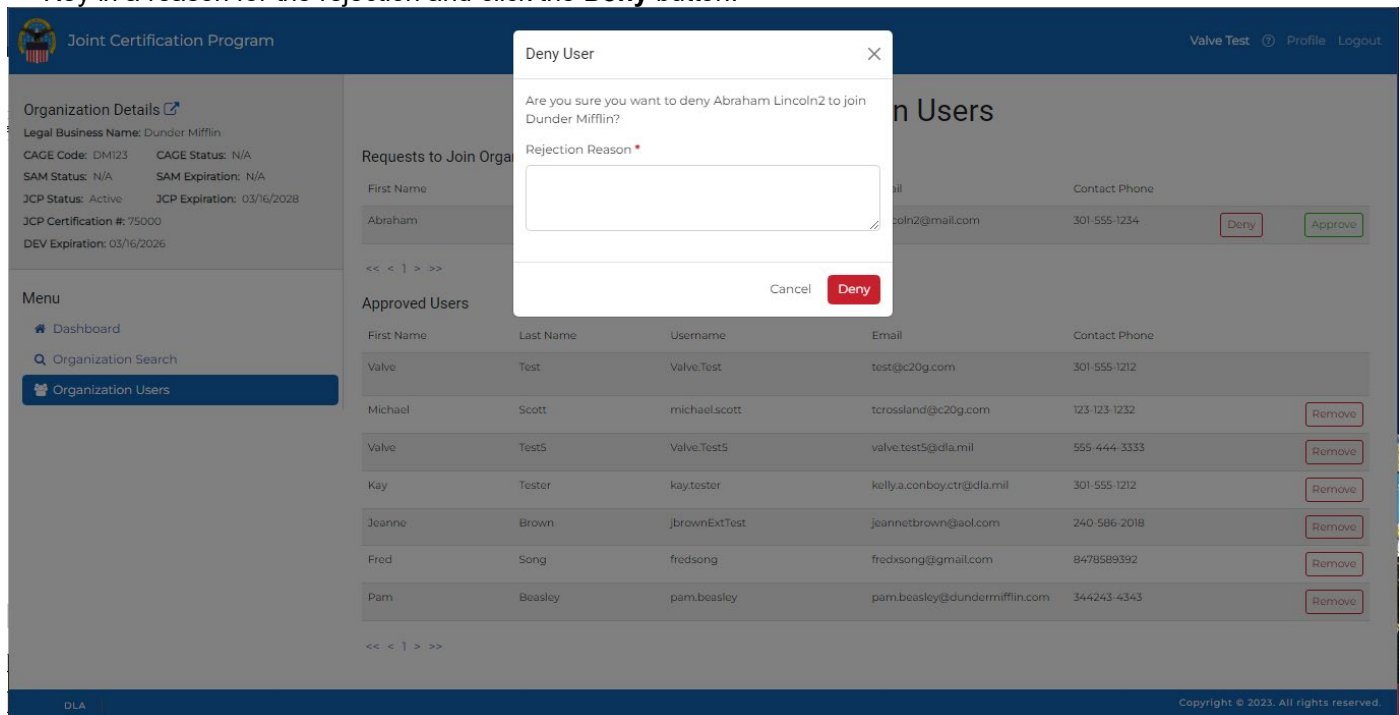 Key in a reason for the rejection and click the Deny button.
Joint Certification Program
Valve Test Profile Logout
Deny User
Are you sure you want to deny Abraham Lincoln2 to join
Dunder Mifflin?
Rejection Reason *
Cancel Deny
Organization Details
Legal Business Name: Dunder Mifflin
CAGE Code: DM123 CAGE Status: N/A
SAM Status: N/A SAM Expiration: N/A
JCP Status: Active JCP Expiration: 03/16/2028
JCP Certification #: 75000
DEV Expiration: 03/16/2026
Menu
Dashboard
Organization Search
Organization Users
n Users
Requests to Join Orga
First Name ail Contact Phone
Abraham coln2@mail.com 301-555-1234 Deny Approve
<< < 1 > >>
Approved Users
First Name Last Name Username Email Contact Phone
Valve Test Valve.Test test@c20g.com 301-555-1212
Michael Scott michael.scott tcrossland@c20g.com 123-123-1232 Remove
Valve Test5 Valve.Test5 valve.test5@dla.mil 555-444-3333 Remove
Kay Tester kay.tester kelly.a.conboy.ctr@dla.mil 301-555-1212 Remove
Jeanne Brown jbrownExtTest jeannetbrown@aol.com 240-586-2018 Remove
Fred Song fredsong fredxsong@gmail.com 8478589392 Remove
Pam Beasley pam.beasley pam.beasley@dundermifflin.com 344243-4343 Remove
<< < 1 > >>
DLA Copyright © 2023. All rights reserved.